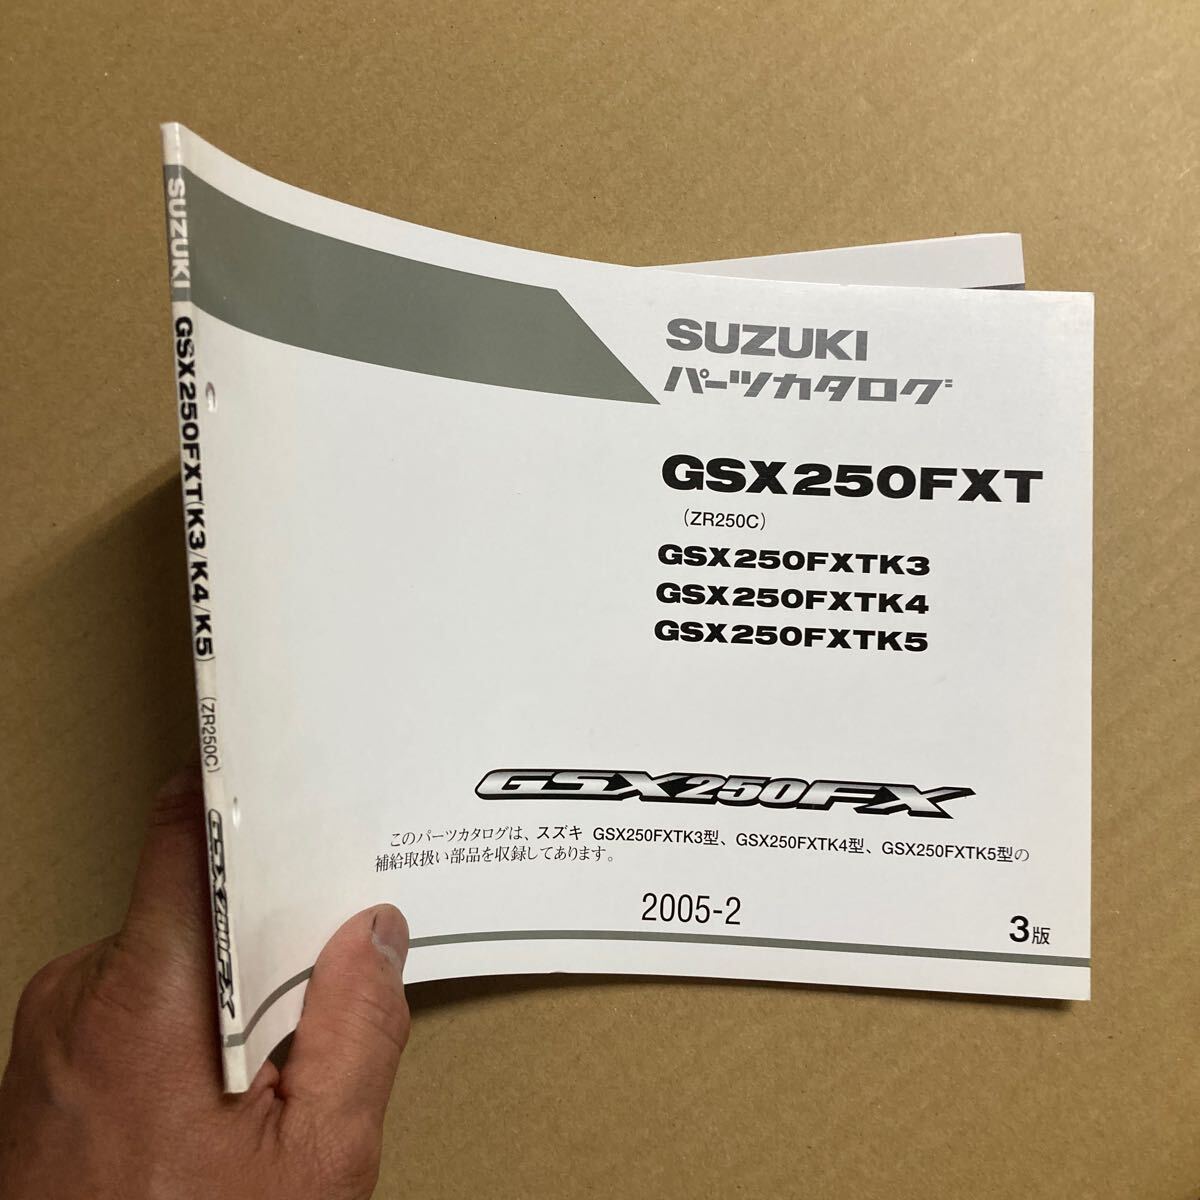 SUZUKI
パーツカタログ
GSX250FXT
(ZR250C)
GSX250FXTK3
GSX250FXTK4
GSX250FXTK5
GSX250FX
このパーツカタログは、スズキ GSX250FXTK3型、GSX250FXTK4型、GSX250FXTK5型の
補給取扱い部品を収録してあります。
2005-2
3版
SUZUKI GSX250FXT(K3/K4/K5) (ZR250C) GSX250FX